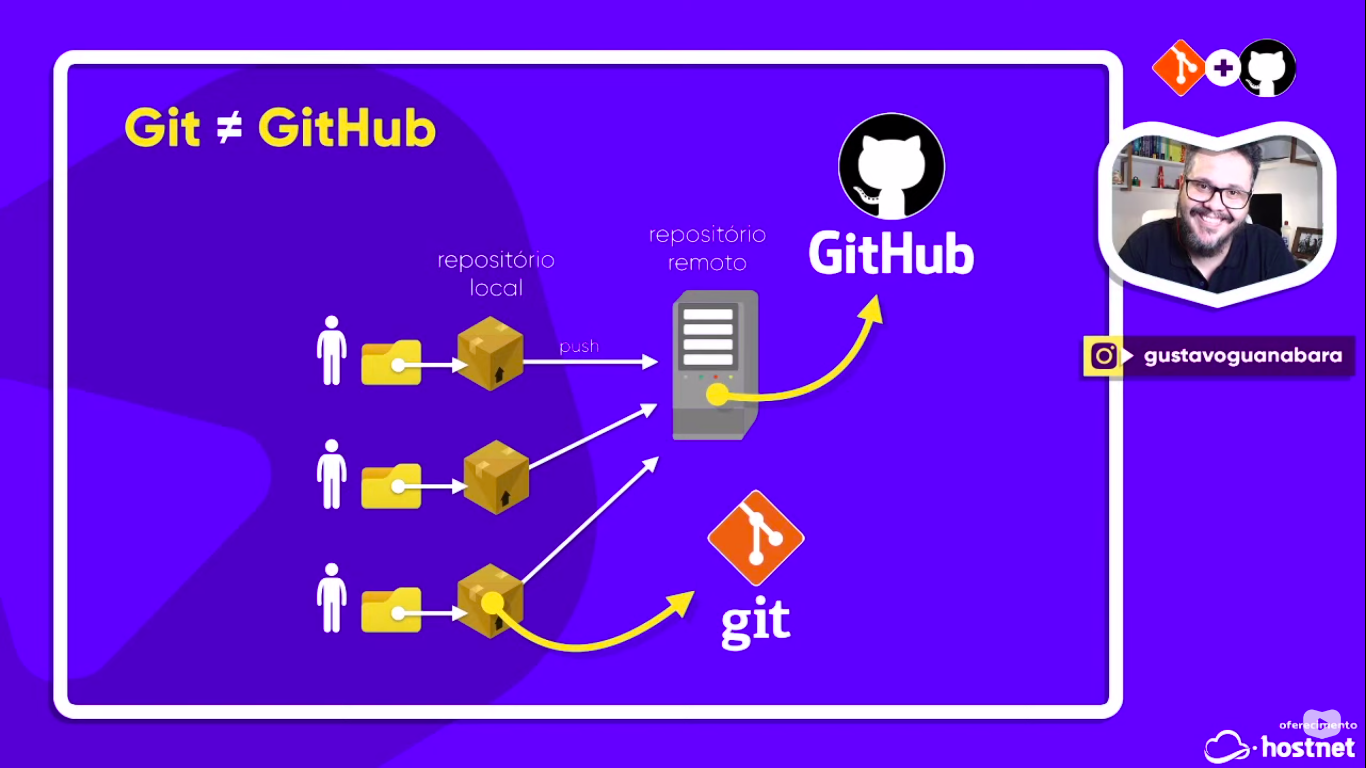 Git ≠ GitHub
repositório
local
repositório
remoto
GitHub
push
git
gustavoguanabara
oferecimento
hostnet